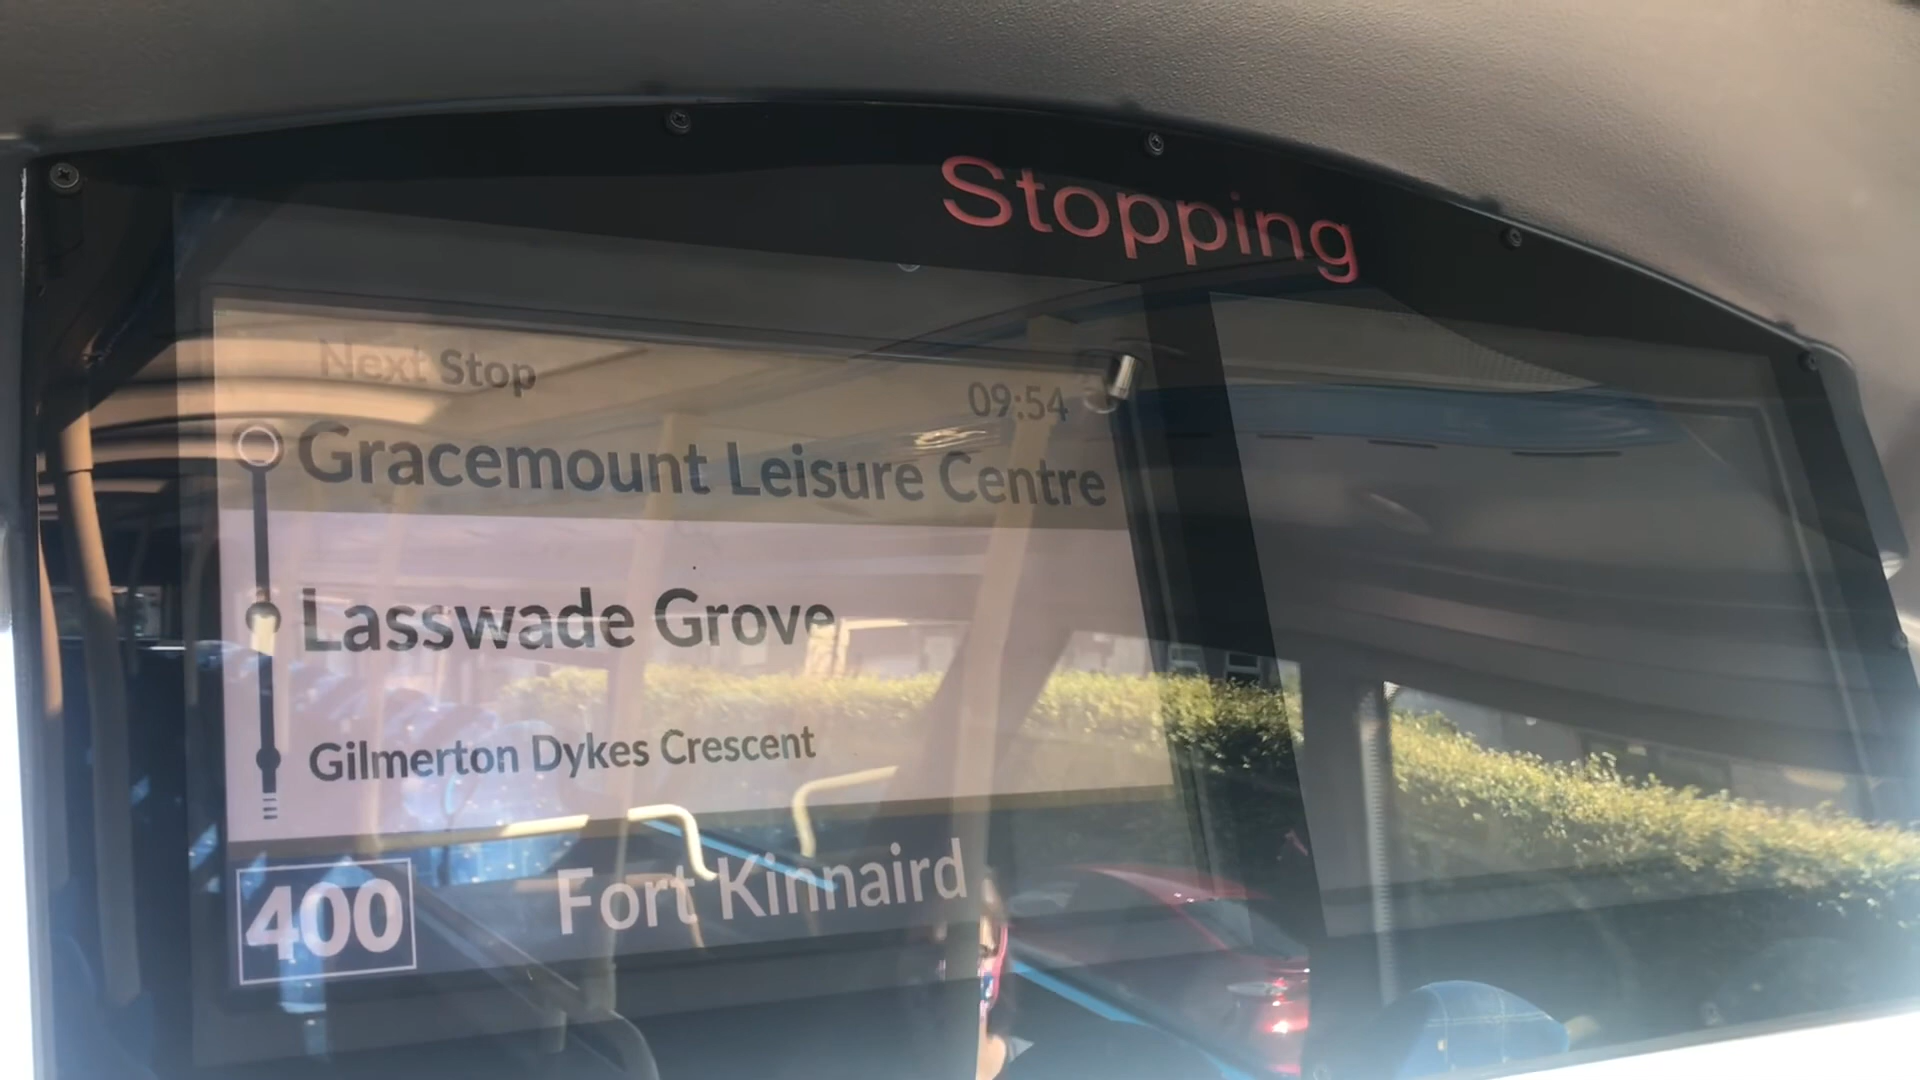 Stopping
Next Stop
09:54
Gracemount Leisure Centre
Lasswade Grove
Gilmerton Dykes Crescent
400 Fort Kinnaird